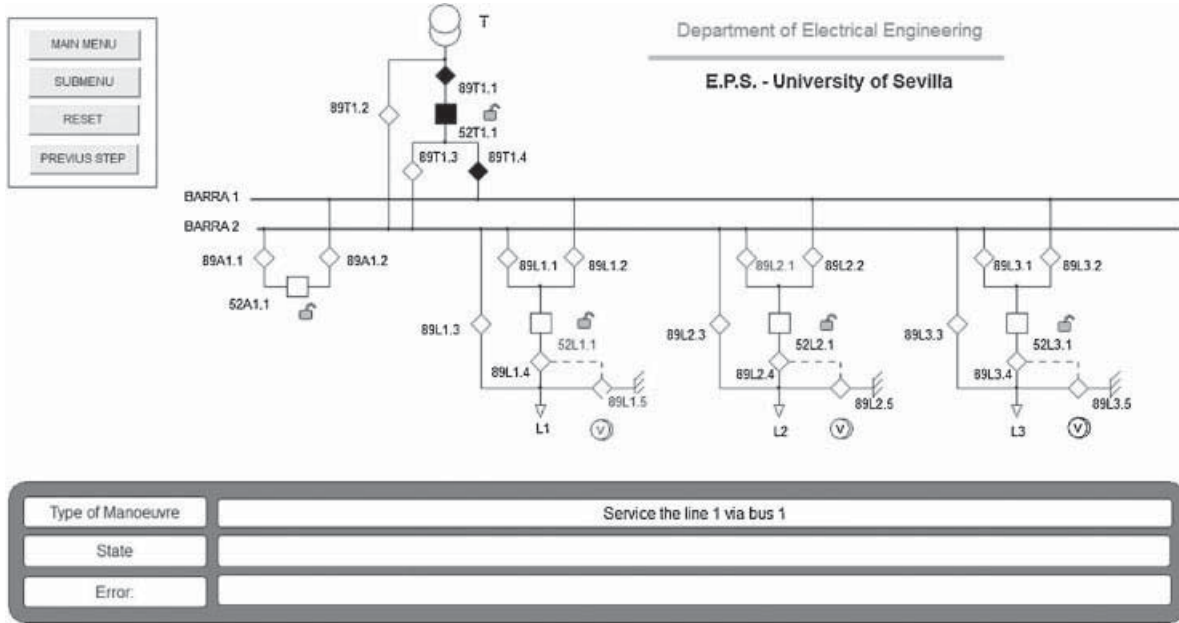 MAIN MENU
SUBMENU
RESET
PREVIUS STEP
T
Department of Electrical Engineering
E.P.S. - University of Sevilla
89T1.1
89T1.2
52T1.1
89T1.3
89T1.4
BARRA 1
BARRA 2
89A1.1
89A1.2
52A1.1
89L1.1
89L1.2
89L1.3
52L1.1
89L1.4
89L1.5
L1
V
89L2.1
89L2.2
89L2.3
52L2.1
89L2.4
89L2.5
L2
V
89L3.1
89L3.2
89L3.3
52L3.1
89L3.4
89L3.5
L3
V
Type of Manoeuvre
Service the line 1 via bus 1
State
Error: